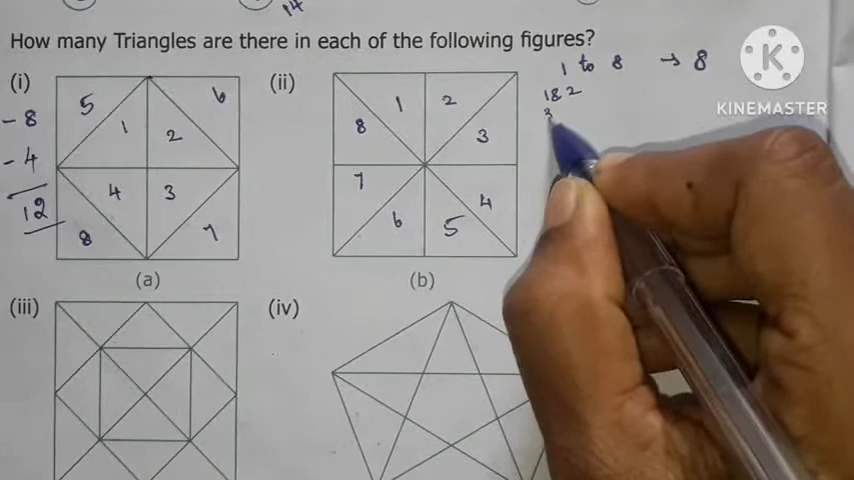 14
How many Triangles are there in each of the following figures?
1 to 8 → 8
1&2
3
K
KINEMASTER
(i)
5
6
1
2
4
3
8
7
- 8
- 4
12
(a)
(ii)
1
2
8
3
7
4
6
5
(b)
(iii)
(iv)